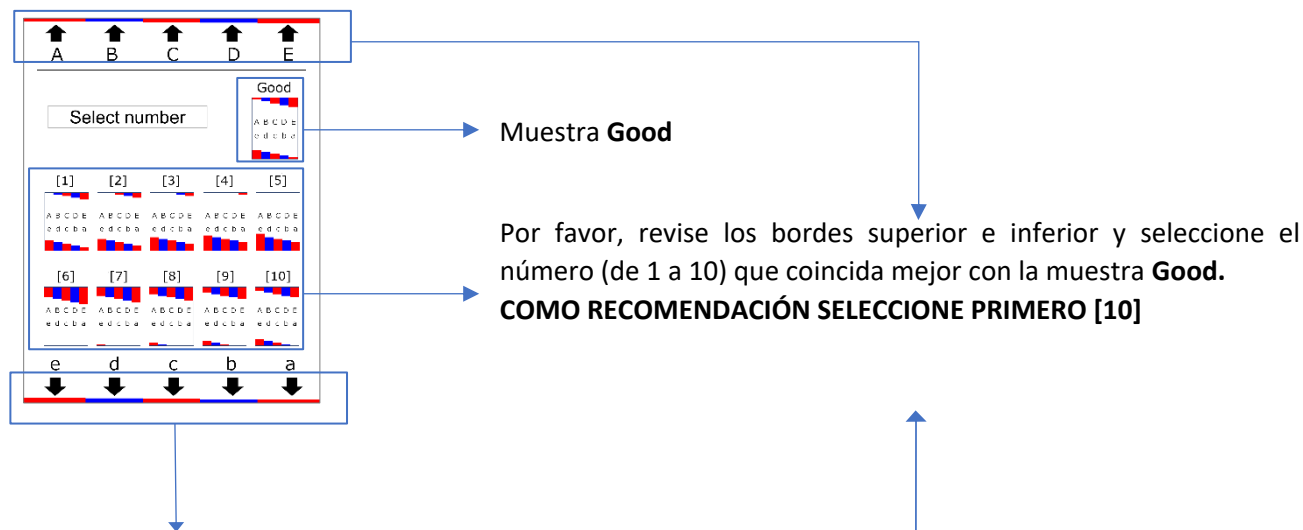 A B C D E
Good
Select number
A B C D E
e d c b a
Muestra Good
[1] [2] [3] [4] [5]
A B C D E A B C D E A B C D E A B C D E A B C D E
e d c b a e d c b a e d c b a e d c b a e d c b a
Por favor, revise los bordes superior e inferior y seleccione el
número (de 1 a 10) que coincida mejor con la muestra Good.
COMO RECOMENDACIÓN SELECCIONE PRIMERO [10]
[6] [7] [8] [9] [10]
A B C D E A B C D E A B C D E A B C D E A B C D E
e d c b a e d c b a e d c b a e d c b a e d c b a
e d c b a